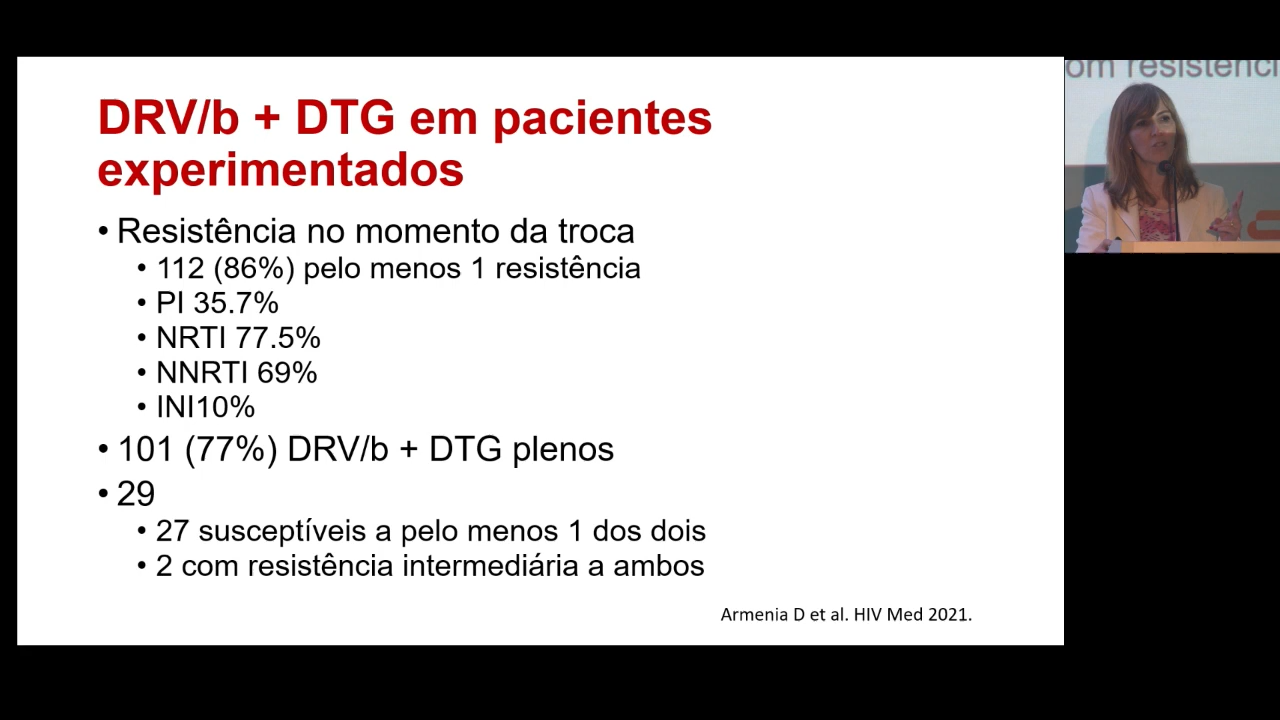 DRV/b + DTG em pacientes
experimentados
• Resistência no momento da troca
• 112 (86%) pelo menos 1 resistência
• PI 35.7%
• NRTI 77.5%
• NNRTI 69%
• INI10%
• 101 (77%) DRV/b + DTG plenos
• 29
• 27 susceptíveis a pelo menos 1 dos dois
• 2 com resistência intermediária a ambos
Armenia D et al. HIV Med 2021.
om resistênci